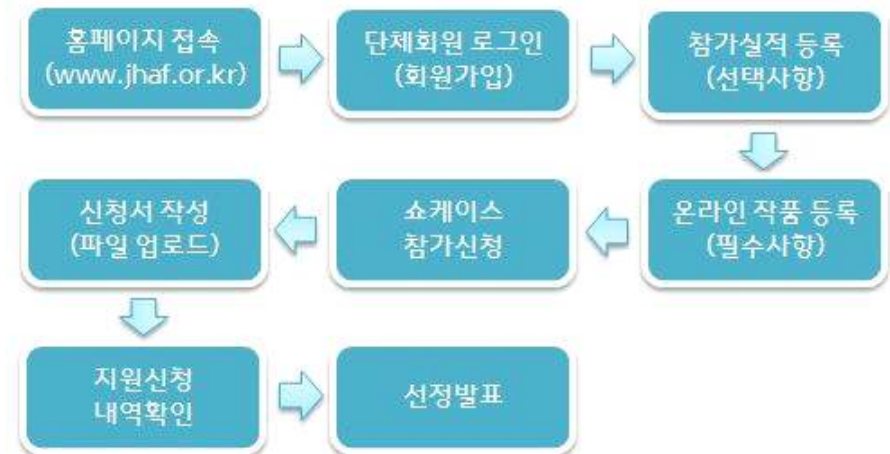 홈페이지 접속
(www.jhaf.or.kr)
단체회원 로그인
(회원가입)
참가실적 등록
(선택사항)
온라인 작품 등록
(필수사항)
쇼케이스
참가신청
신청서 작성
(파일 업로드)
지원신청
내역확인
선정발표